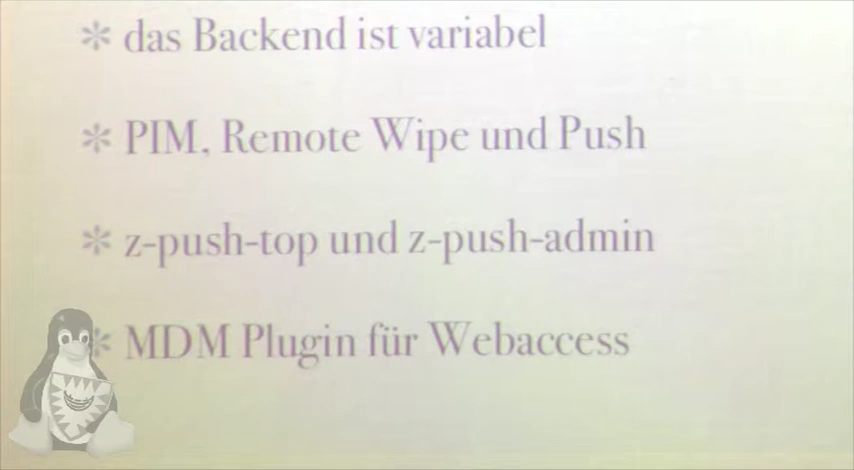 * das Backend ist variabel
* PIM, Remote Wipe und Push
* z-push-top und z-push-admin
* MDM Plugin für Webaccess